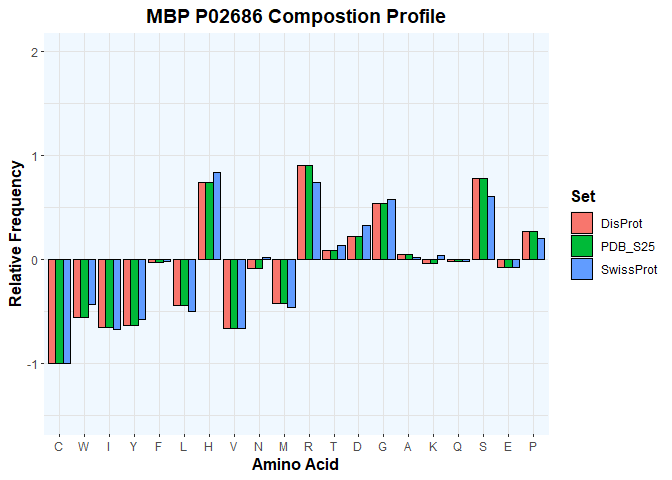 MBP P02686 Compostion Profile
Relative Frequency
2
1
0
-1
C W I Y F L H V N M R T D G A K Q S E P
Amino Acid
Set
DisProt
PDB_S25
SwissProt